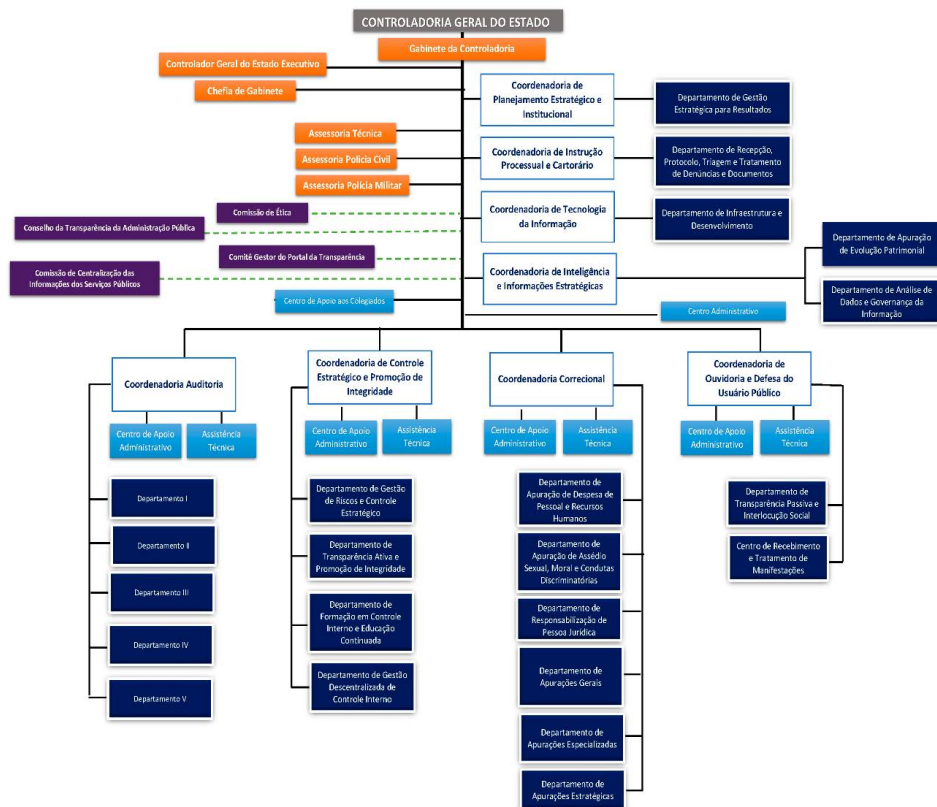 CONTROLADORIA GERAL DO ESTADO
Gabinete da Controladoria
Controlador Geral do Estado Executivo
Chefia de Gabinete
Coordenadoria de
Planejamento Estratégico e
Institucional
Departamento de Gestão
Estratégica para Resultados
Assessoria Técnica
Assessoria Polícia Civil
Assessoria Polícia Militar
Coordenadoria de Instrução
Processual e Cartorário
Departamento de Recepção,
Protocolo, Triagem e Tratamento
de Denúncias e Documentos
Comissão de Ética
Conselho da Transparência da Administração Pública
Coordenadoria de Tecnologia
da Informação
Departamento de Infraestrutura e
Desenvolvimento
Comitê Gestor do Portal da Transparência
Comissão de Centralização das
Informações dos Serviços Públicos
Coordenadoria de Inteligência
e Informações Estratégicas
Departamento de Apuração
de Evolução Patrimonial
Departamento de Análise de
Dados e Governança da
Informação
Centro de Apoio aos Colegiados
Centro Administrativo
Coordenadoria Auditoria
Centro de Apoio
Administrativo
Assistência
Técnica
Departamento I
Departamento II
Departamento III
Departamento IV
Departamento V
Coordenadoria de Controle
Estratégico e Promoção de
Integridade
Centro de Apoio
Administrativo
Assistência
Técnica
Departamento de Gestão
de Riscos e Controle
Estratégico
Departamento de
Transparência Ativa e
Promoção de Integridade
Departamento de
Formação em Controle
Interno e Educação
Continuada
Departamento de Gestão
Descentralizada de
Controle Interno
Coordenadoria Correcional
Centro de Apoio
Administrativo
Assistência
Técnica
Departamento de
Apuração de Despesa de
Pessoal e Recursos
Humanos
Departamento de
Apuração de Assédio
Sexual, Moral e Condutas
Discriminatórias
Departamento de
Responsabilização de
Pessoa Jurídica
Departamento de
Apurações Gerais
Departamento de
Apurações Especializadas
Departamento de
Apurações Estratégicas
Coordenadoria de
Ouvidoria e Defesa do
Usuário Público
Centro de Apoio
Administrativo
Assistência
Técnica
Departamento de
Transparência Passiva e
Interlocução Social
Centro de Recebimento
e Tratamento de
Manifestações